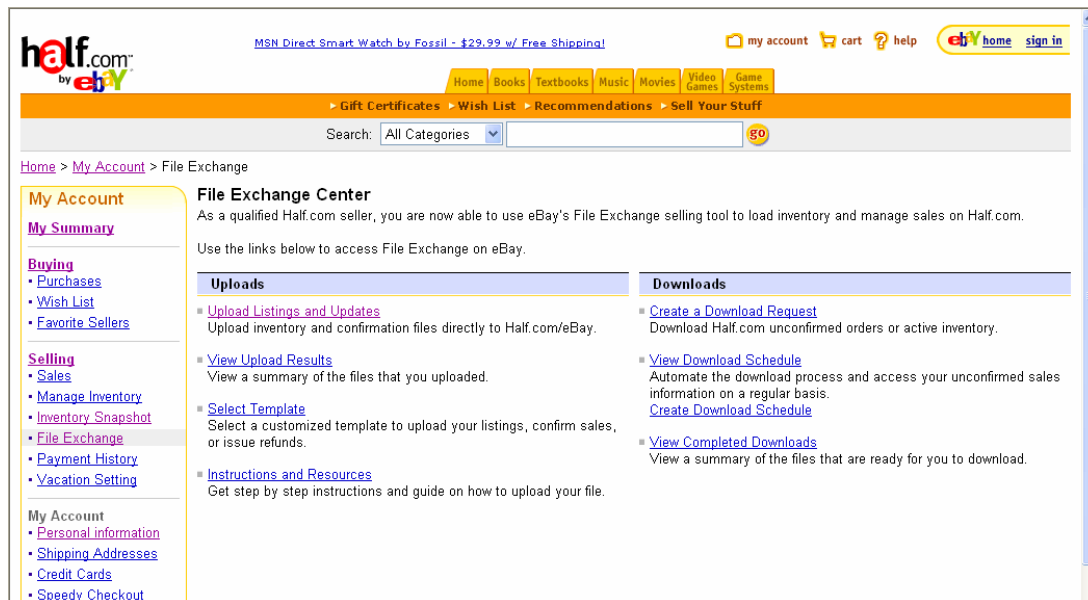 half.com
by ebY
MSN Direct Smart Watch by Fossil - $29.99 w/ Free Shipping!
my account cart help ebY home sign in
Home Books Textbooks Music Movies Video Games Game Systems
Gift Certificates Wish List Recommendations Sell Your Stuff
Search: All Categories go
Home > My Account > File Exchange
My Account
My Summary
Buying
• Purchases
• Wish List
• Favorite Sellers
Selling
• Sales
• Manage Inventory
• Inventory Snapshot
• File Exchange
• Payment History
• Vacation Setting
My Account
• Personal information
• Shipping Addresses
• Credit Cards
• Speedy Checkout
File Exchange Center
As a qualified Half.com seller, you are now able to use eBay's File Exchange selling tool to load inventory and manage sales on Half.com.
Use the links below to access File Exchange on eBay.
Uploads
Upload Listings and Updates
Upload inventory and confirmation files directly to Half.com/eBay.
View Upload Results
View a summary of the files that you uploaded.
Select Template
Select a customized template to upload your listings, confirm sales,
or issue refunds.
Instructions and Resources
Get step by step instructions and guide on how to upload your file.
Downloads
Create a Download Request
Download Half.com unconfirmed orders or active inventory.
View Download Schedule
Automate the download process and access your unconfirmed sales
information on a regular basis.
Create Download Schedule
View Completed Downloads
View a summary of the files that are ready for you to download.